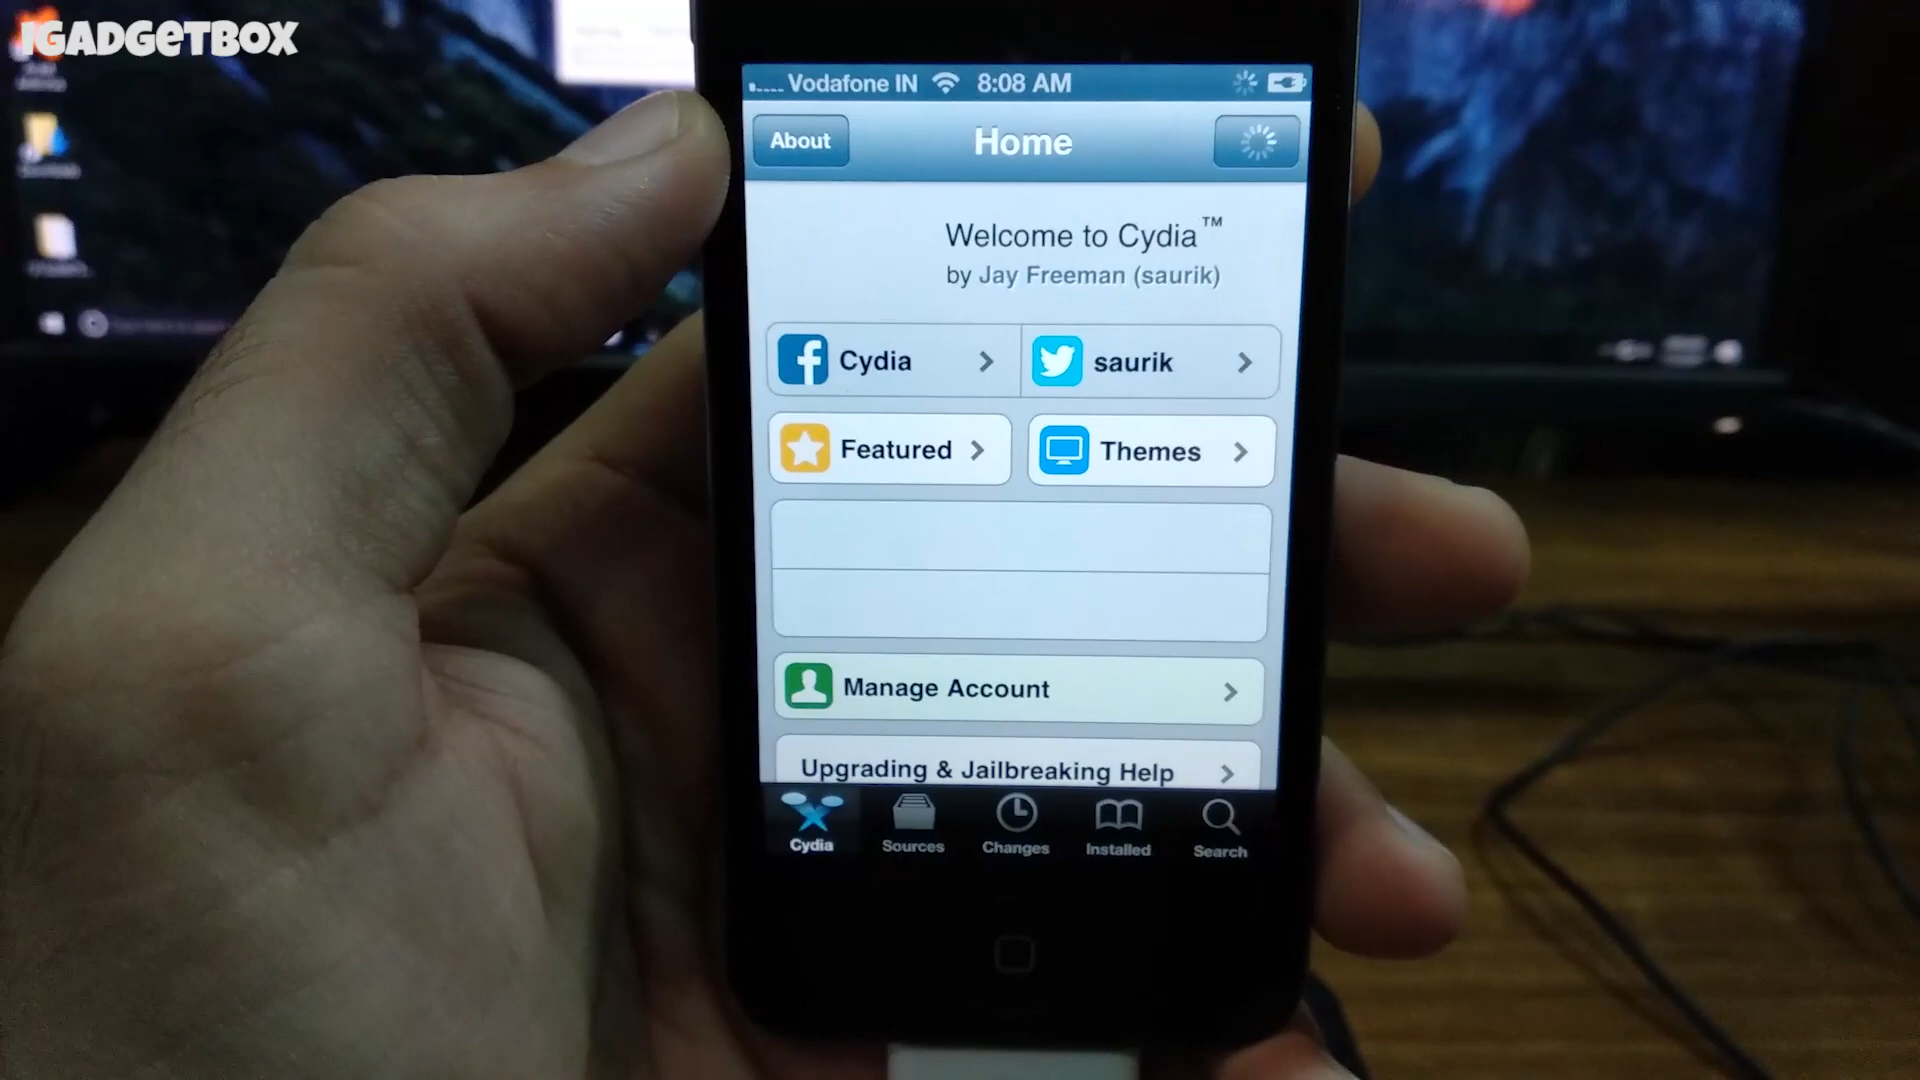 iGADGETBOX
Vodafone IN 8:08 AM
About Home
Welcome to Cydia™
by Jay Freeman (saurik)
Cydia saurik
Featured Themes
Manage Account
Upgrading & Jailbreaking Help
Cydia Sources Changes Installed Search